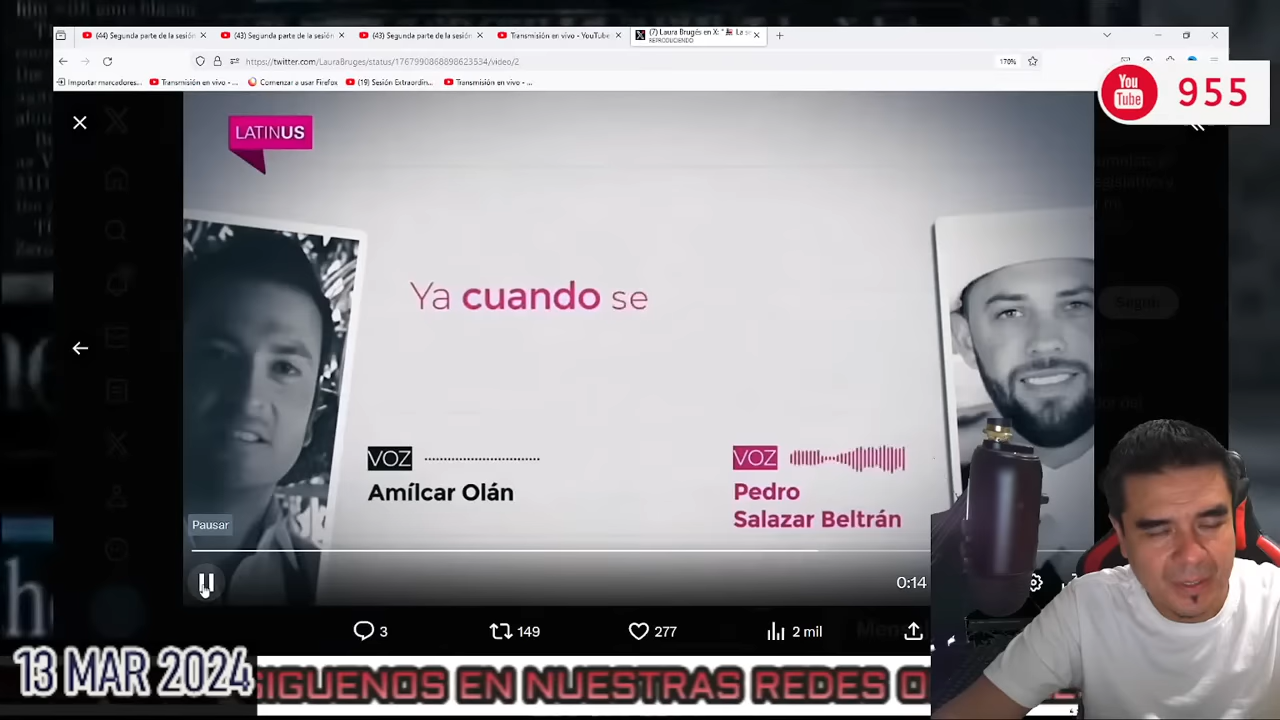 (44) Segunda parte de la sesión
(43) Segunda parte de la sesión
(43) Segunda parte de la sesión
Transmisión en vivo - YouTube
(7) Laura Brugés en X: "
REPRODUCIENDO
https://twitter.com/LauraBruges/status/1767990868898623534/video/2
170%
Importar marcadores...
Transmisión en vivo - ...
Comenzar a usar Firefox
(19) Sesión Extraordin...
Transmisión en vivo - ...
You
Tube
955
LATINUS
Ya cuando se
VOZ
Amílcar Olán
VOZ
Pedro
Salazar Beltrán
Pausar
0:14
Seguir
3
149
277
2 mil
13 MAR 2024
SIGUENOS EN NUESTRAS REDES